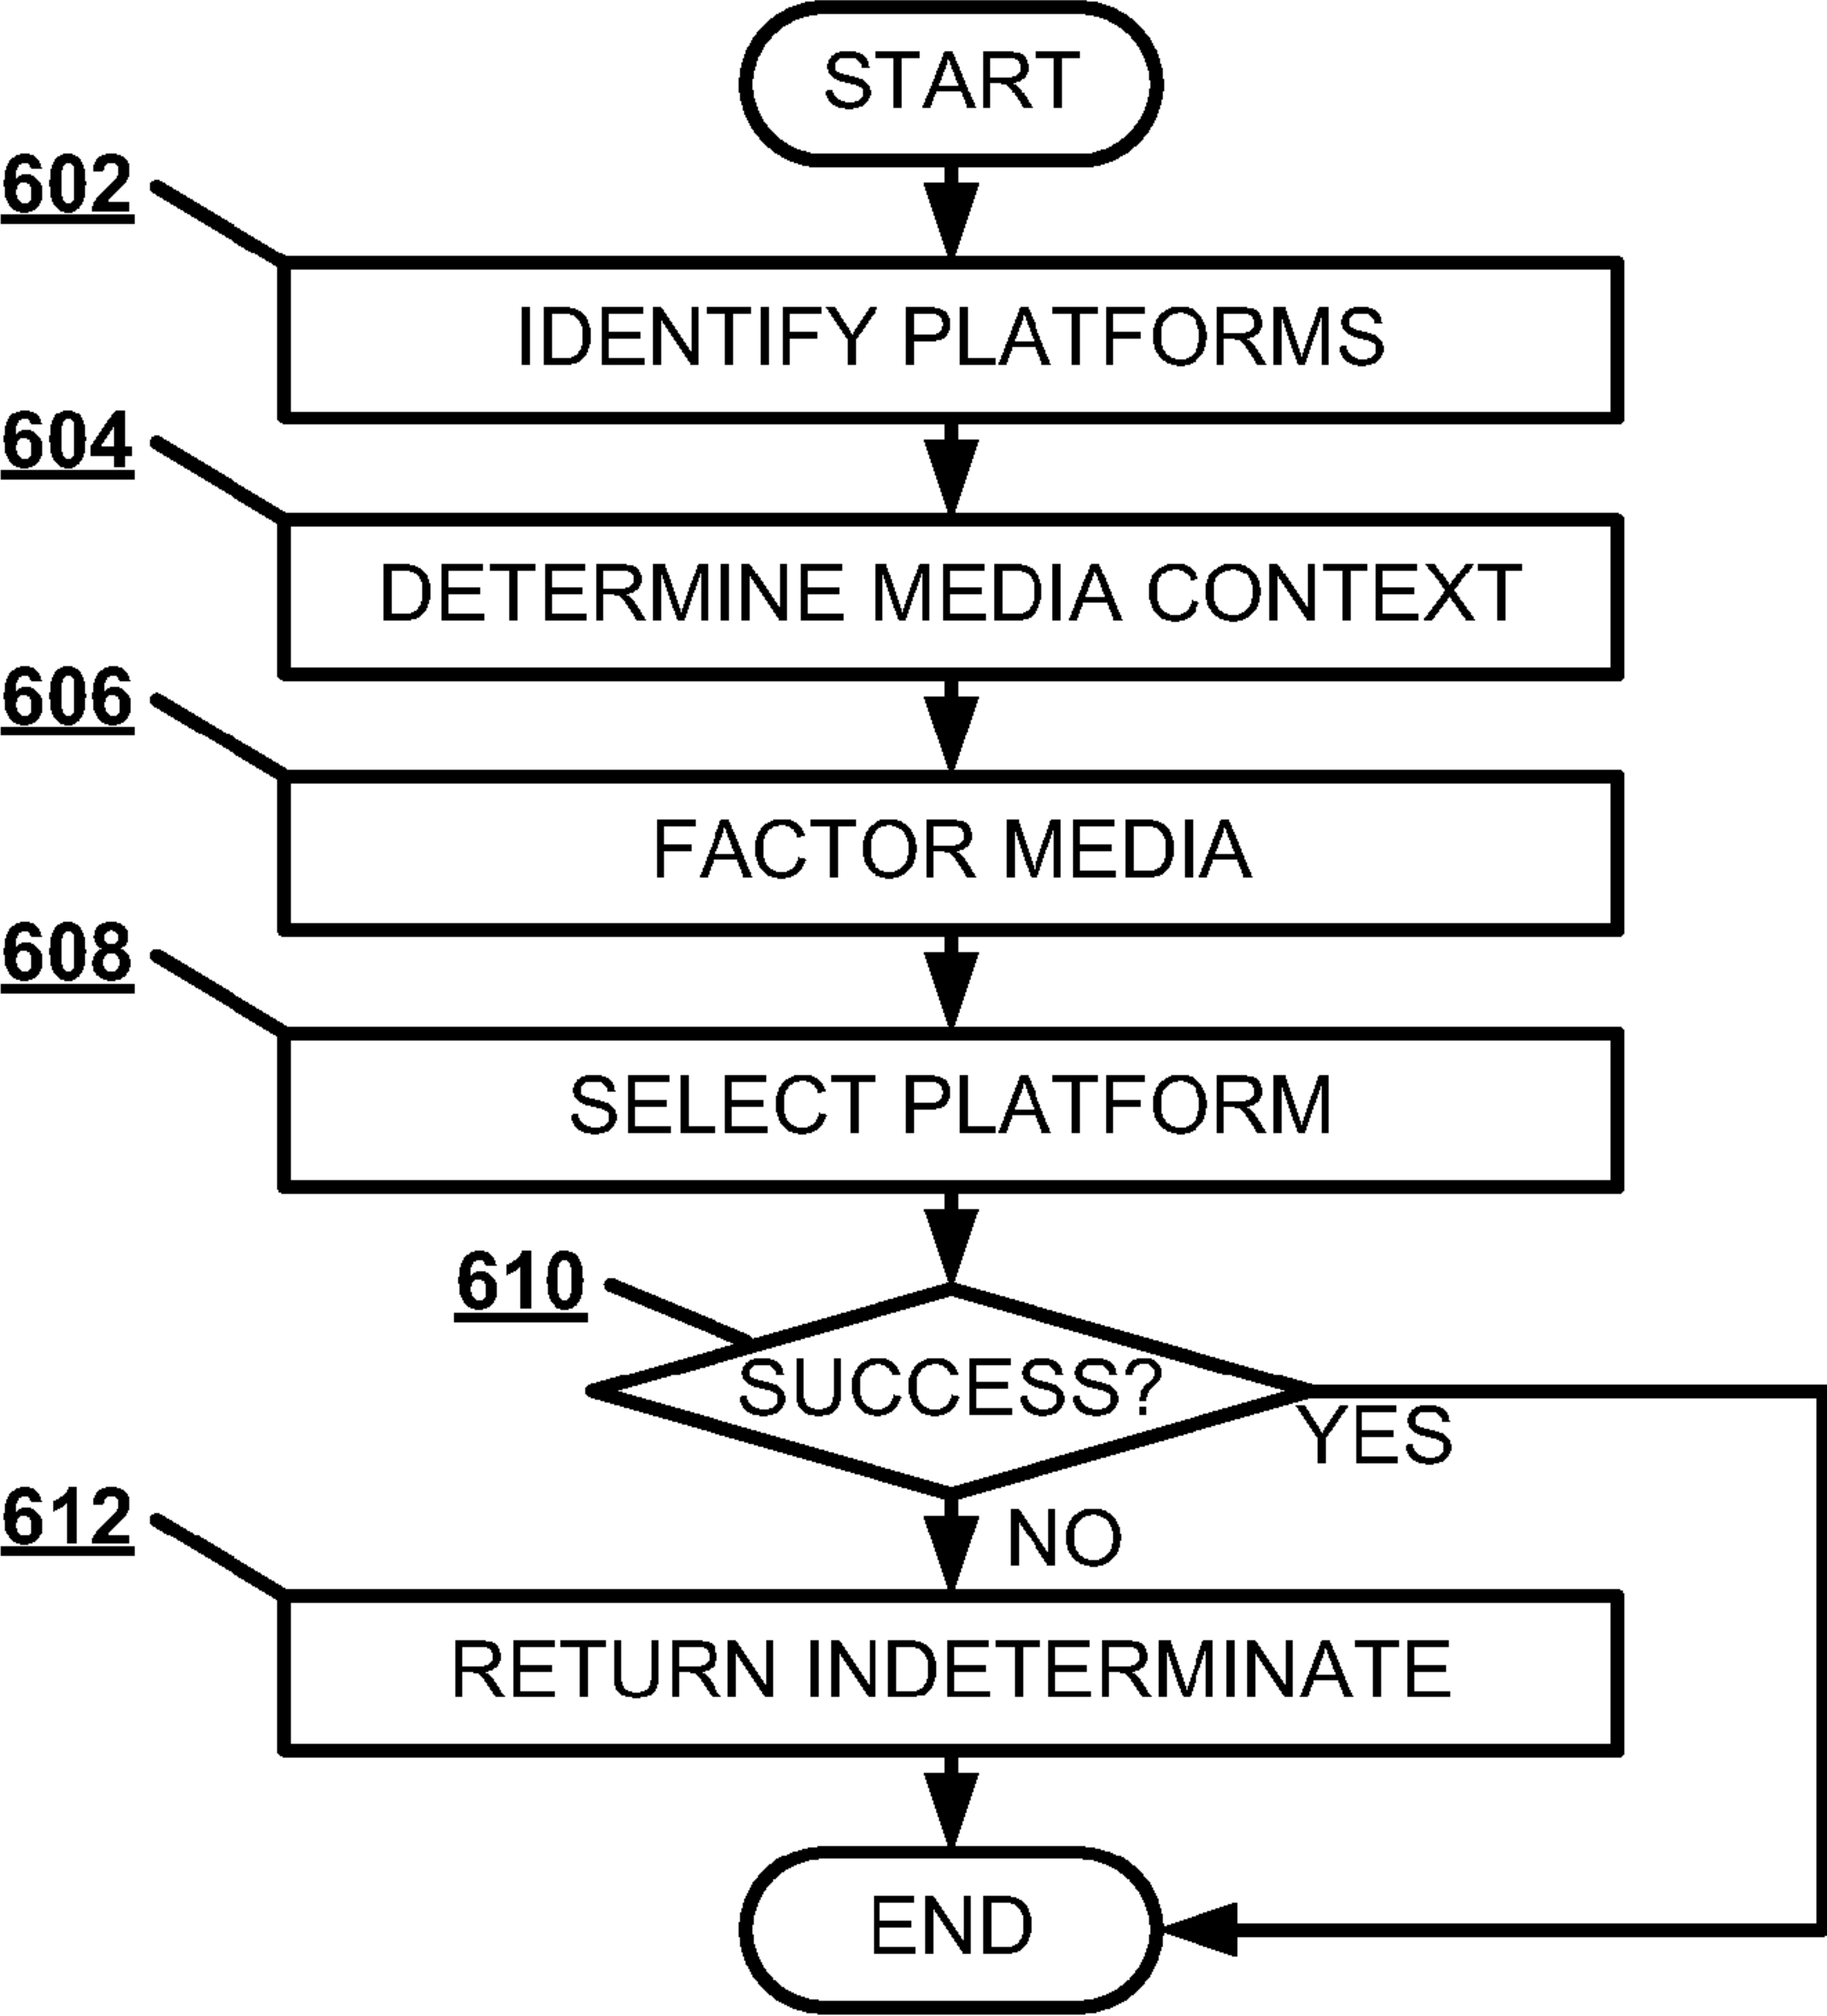 START
602
IDENTIFY PLATFORMS
604
DETERMINE MEDIA CONTEXT
606
FACTOR MEDIA
608
SELECT PLATFORM
610
SUCCESS?
YES
NO
612
RETURN INDETERMINATE
END